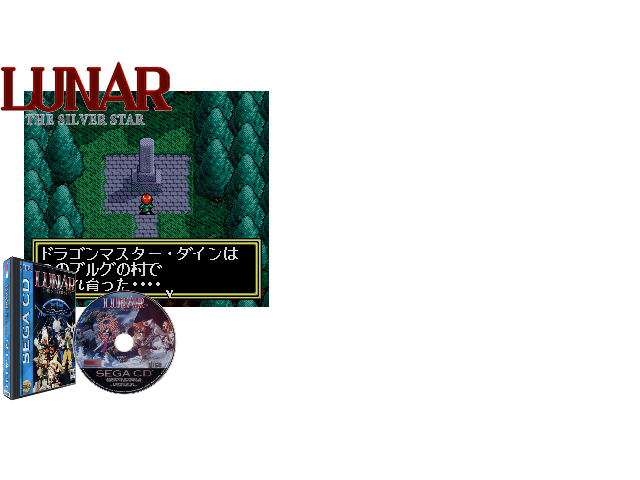 LUNAR
THE SILVER STAR
ドラゴンマスター・ダインは
のブルグの村で
れ育った・・・・
LUNAR
SEGA CD
LUNAR
SEGA CD